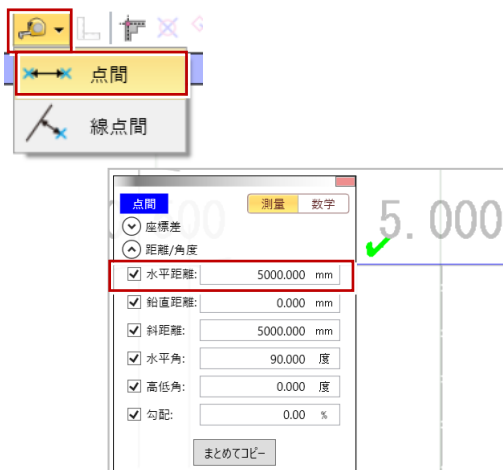 点間
線点間
点間 測量 数学
座標差
距離/角度
水平距離: 5000.000 mm
鉛直距離: 0.000 mm
斜距離: 5000.000 mm
水平角: 90.000 度
高低角: 0.000 度
勾配: 0.00 %
まとめてコピー
5.000